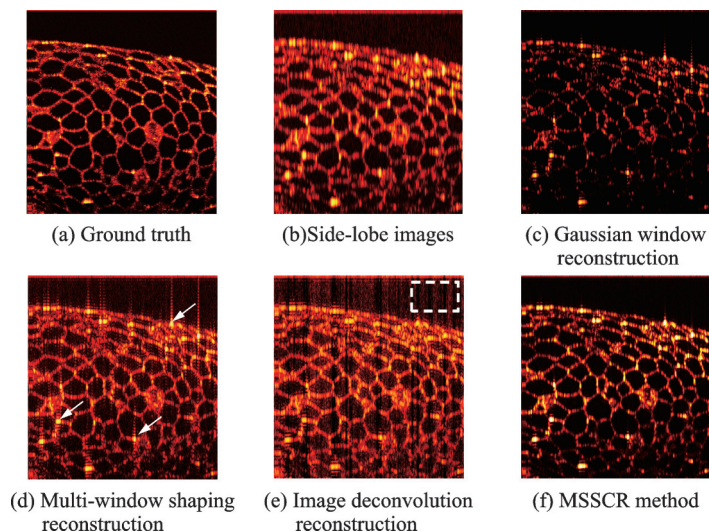 (a) Ground truth
(b)Side-lobe images
(c) Gaussian window
reconstruction
(d) Multi-window shaping
reconstruction
(e) Image deconvolution
reconstruction
(f) MSSCR method